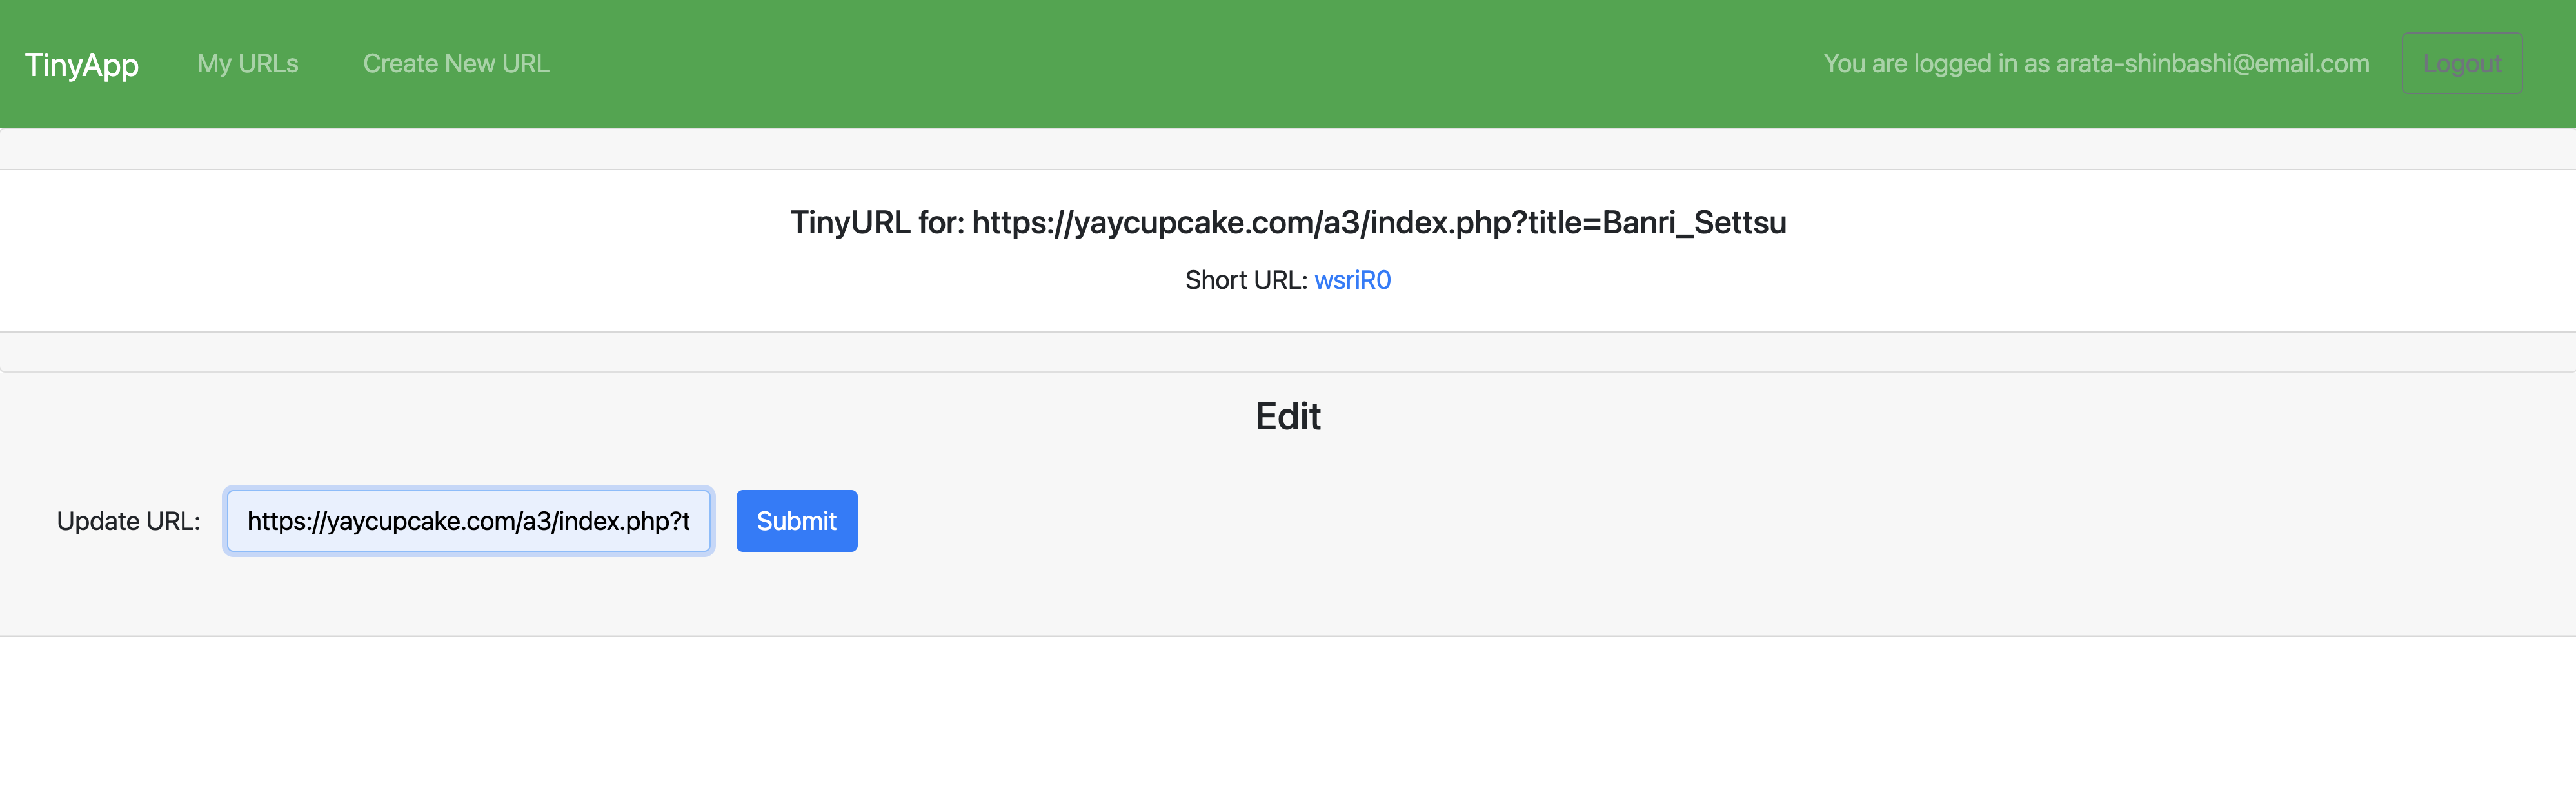 TinyApp My URLs Create New URL You are logged in as arata-shinbashi@email.com Logout
TinyURL for: https://yaycupcake.com/a3/index.php?title=Banri_Settsu
Short URL: wsriR0
Edit
Update URL: https://yaycupcake.com/a3/index.php?t Submit